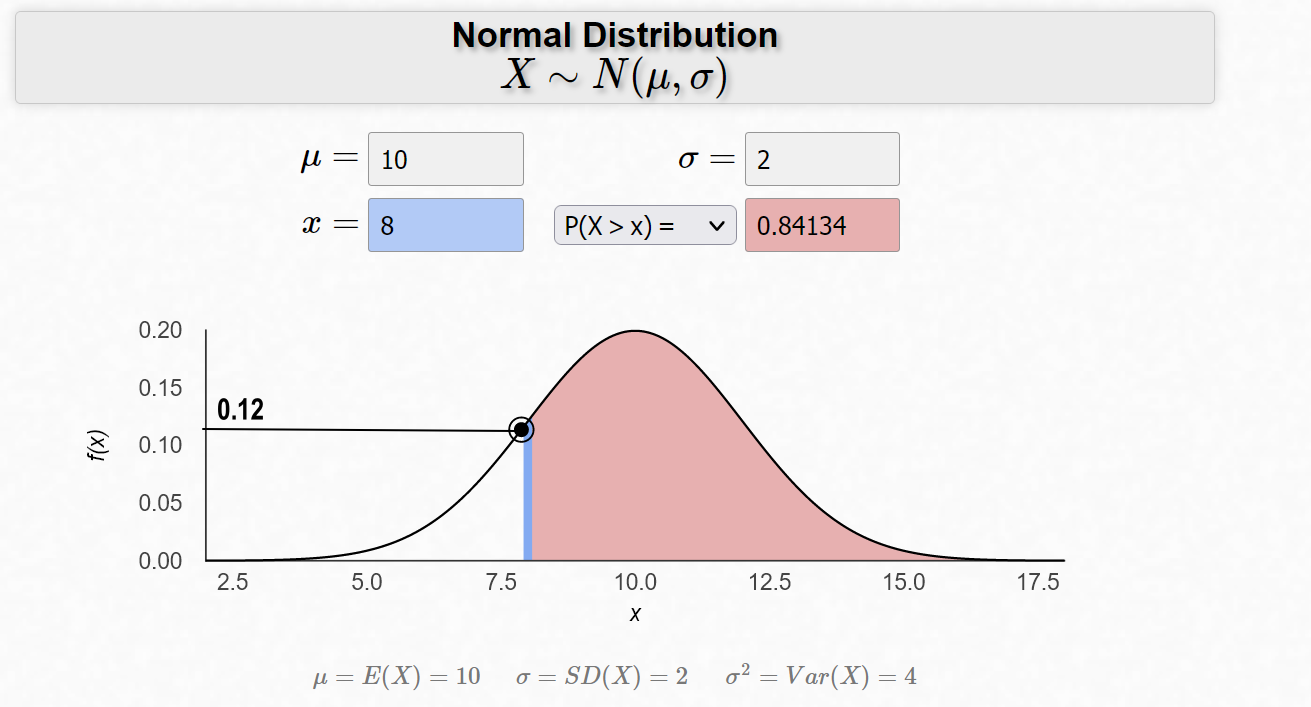 Normal Distribution
X ∼ N(μ, σ)
μ = 10 σ = 2
x = 8 P(X > x) = 0.84134
0.20
0.15
0.12
0.10
0.05
0.00
f(x)
2.5 5.0 7.5 10.0 12.5 15.0 17.5
x
μ = E(X) = 10 σ = SD(X) = 2 σ² = Var(X) = 4